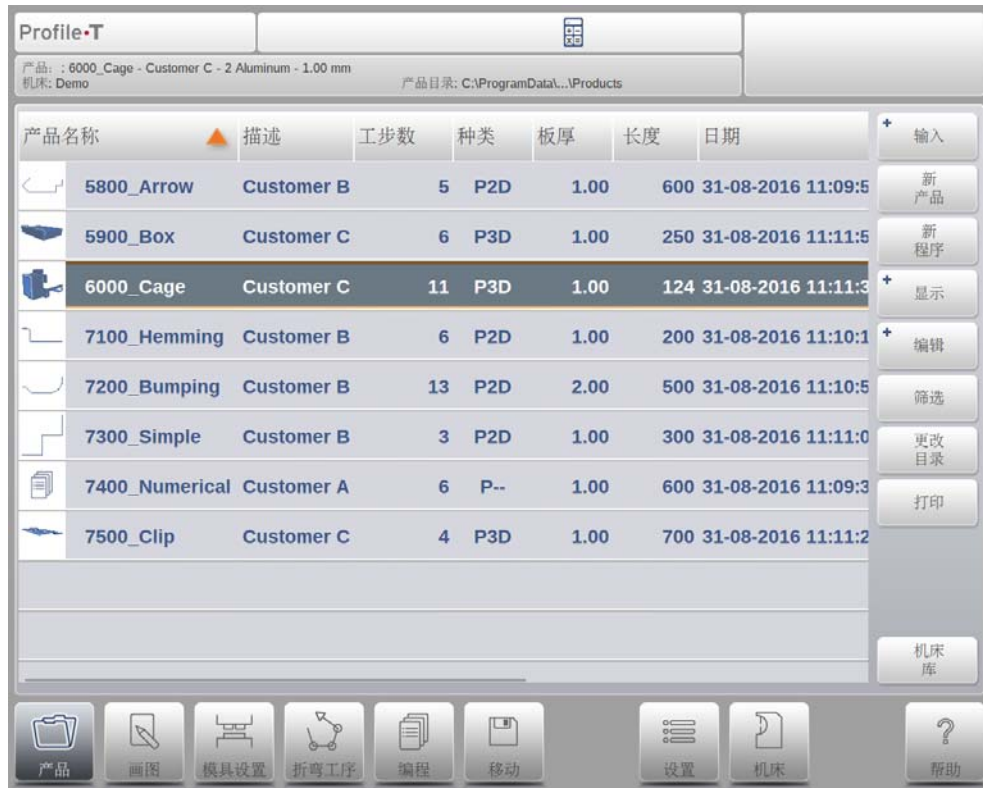 Profile·T
产品: : 6000_Cage - Customer C - 2 Aluminum - 1.00 mm
机床: Demo 产品目录: C:\ProgramData\...\Products
产品名称 描述 工步数 种类 板厚 长度 日期
5800_Arrow Customer B 5 P2D 1.00 600 31-08-2016 11:09:5
5900_Box Customer C 6 P3D 1.00 250 31-08-2016 11:11:5
6000_Cage Customer C 11 P3D 1.00 124 31-08-2016 11:11:3
7100_Hemming Customer B 6 P2D 1.00 200 31-08-2016 11:10:1
7200_Bumping Customer B 13 P2D 2.00 500 31-08-2016 11:10:5
7300_Simple Customer B 3 P2D 1.00 300 31-08-2016 11:11:0
7400_Numerical Customer A 6 P-- 1.00 600 31-08-2016 11:09:3
7500_Clip Customer C 4 P3D 1.00 700 31-08-2016 11:11:2
+ 输入
新
产品
新
程序
+ 显示
+ 编辑
筛选
更改
目录
打印
机床
库
产品 画图 模具设置 折弯工序 编程 移动 设置 机床 帮助